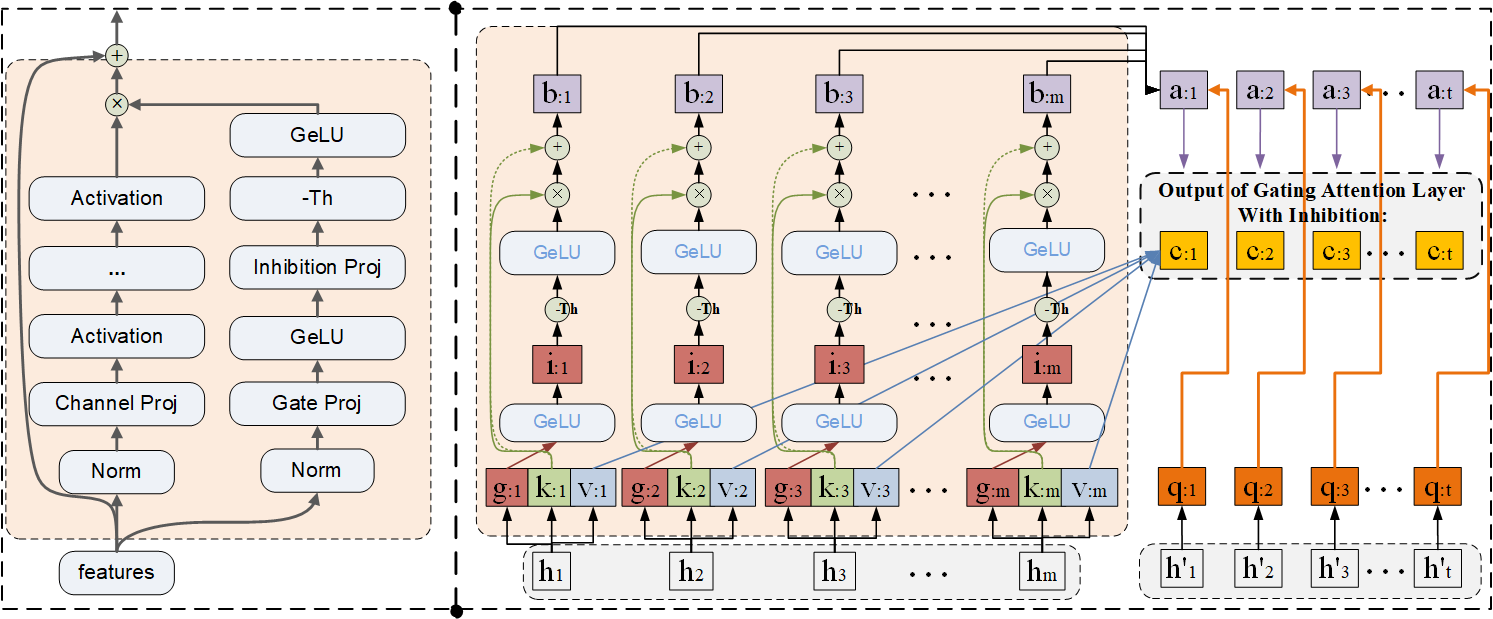 +
×
GeLU
Activation
-Th
...
Inhibition Proj
Activation
GeLU
Channel Proj
Gate Proj
Norm
Norm
features
b:1 b:2 b:3 b:m
+ + + +
× × × × ...
GeLU GeLU GeLU ... GeLU
-Th -Th -Th ... -Th
i:1 i:2 i:3 ... i:m
GeLU GeLU GeLU GeLU
g:1 k:1 v:1 g:2 k:2 v:2 g:3 k:3 v:3 ... g:m k:m v:m
h1 h2 h3 ... hm
a:1 a:2 a:3 ... a:t
Output of Gating Attention Layer
With Inhibition:
c:1 c:2 c:3 ... c:t
q:1 q:2 q:3 ... q:t
h'1 h'2 h'3 ... h't